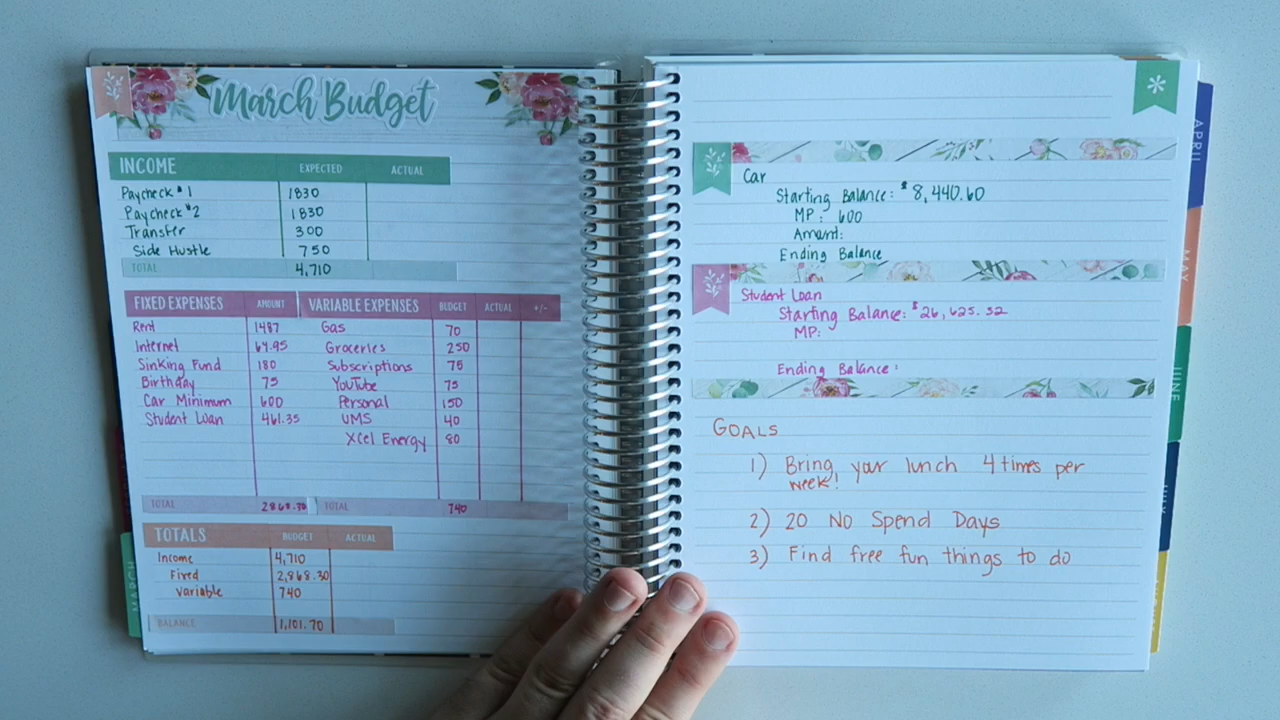 March Budget
INCOME EXPECTED ACTUAL
Paycheck #1 1830
Paycheck #2 1830
Transfer 300
Side Hustle 750
TOTAL 4,710
FIXED EXPENSES AMOUNT VARIABLE EXPENSES BUDGET ACTUAL +/-
Rent 1487 Gas 70
Internet 64.95 Groceries 250
Sinking Fund 180 Subscriptions 75
Birthday 75 YouTube 75
Car Minimum 600 Personal 150
Student Loan 461.35 UMS 40
Xcel Energy 80
TOTAL 2868.30 TOTAL 740
TOTALS BUDGET ACTUAL
Income 4,710
Fixed 2,868.30
Variable 740
BALANCE 1,101.70
MARCH
Car
Starting Balance: $8,440.60
MP: 600
Amount:
Ending Balance
Student Loan
Starting Balance: $26,625.52
MP:
Ending Balance:
GOALS
1) Bring your lunch 4 times per
week!
2) 20 No Spend Days
3) Find free fun things to do
APRIL
MAY
JUNE
JULY